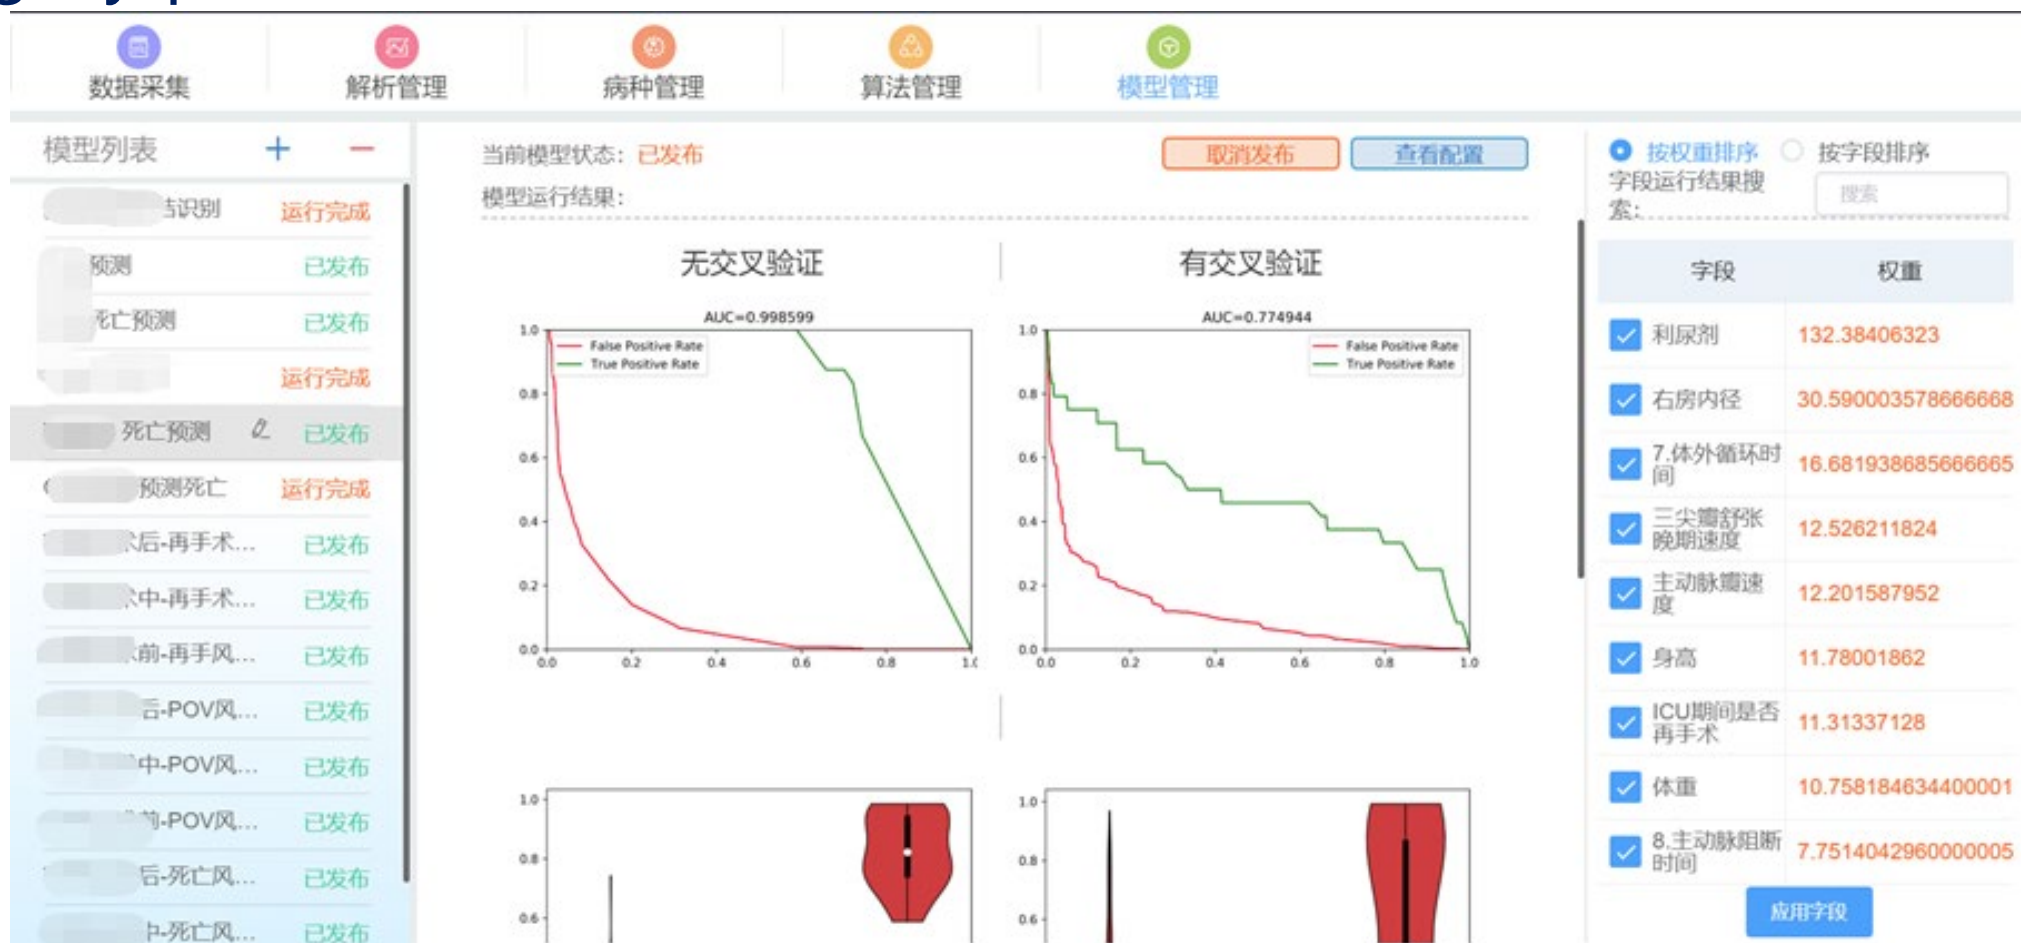 数据采集
解析管理
病种管理
算法管理
模型管理
模型列表
识别 运行完成
预测 已发布
死亡预测 已发布
运行完成
死亡预测 已发布
预测死亡 运行完成
后-再手术... 已发布
中-再手术... 已发布
前-再手风... 已发布
后-POV风... 已发布
中-POV风... 已发布
前-POV风... 已发布
后-死亡风... 已发布
中-死亡风... 已发布
当前模型状态：已发布
取消发布
查看配置
模型运行结果：
无交叉验证
AUC=0.998599
False Positive Rate
True Positive Rate
1.0
0.8
0.6
0.4
0.2
0.0
0.0 0.2 0.4 0.6 0.8
有交叉验证
AUC=0.774944
False Positive Rate
True Positive Rate
1.0
0.8
0.6
0.4
0.2
0.0
0.0 0.2 0.4 0.6 0.8 1.0
1.0
0.8
0.6
1.0
0.8
0.6
按权重排序
按字段排序
字段运行结果搜
索：
搜索
字段 权重
利尿剂 132.38406323
右房内径 30.590003578666668
7.体外循环时
间
16.681938685666665
三尖瓣舒张
晚期速度
12.526211824
主动脉瓣速
度
12.201587952
身高 11.78001862
ICU期间是否
再手术
11.31337128
体重 10.758184634400001
8.主动脉阻断
时间
7.7514042960000005
应用字段